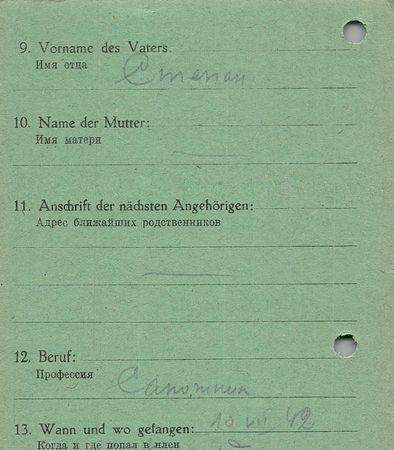 9. Vorname des Vaters.
Имя отца
Степан
10. Name der Mutter:
Имя матери
11. Anschrift der nächsten Angehörigen:
Адрес ближайших родственников
12. Beruf:
Профессия
Сапожник
13. Wann und wo gefangen: 10 VII 42
Когда и где попал в плен